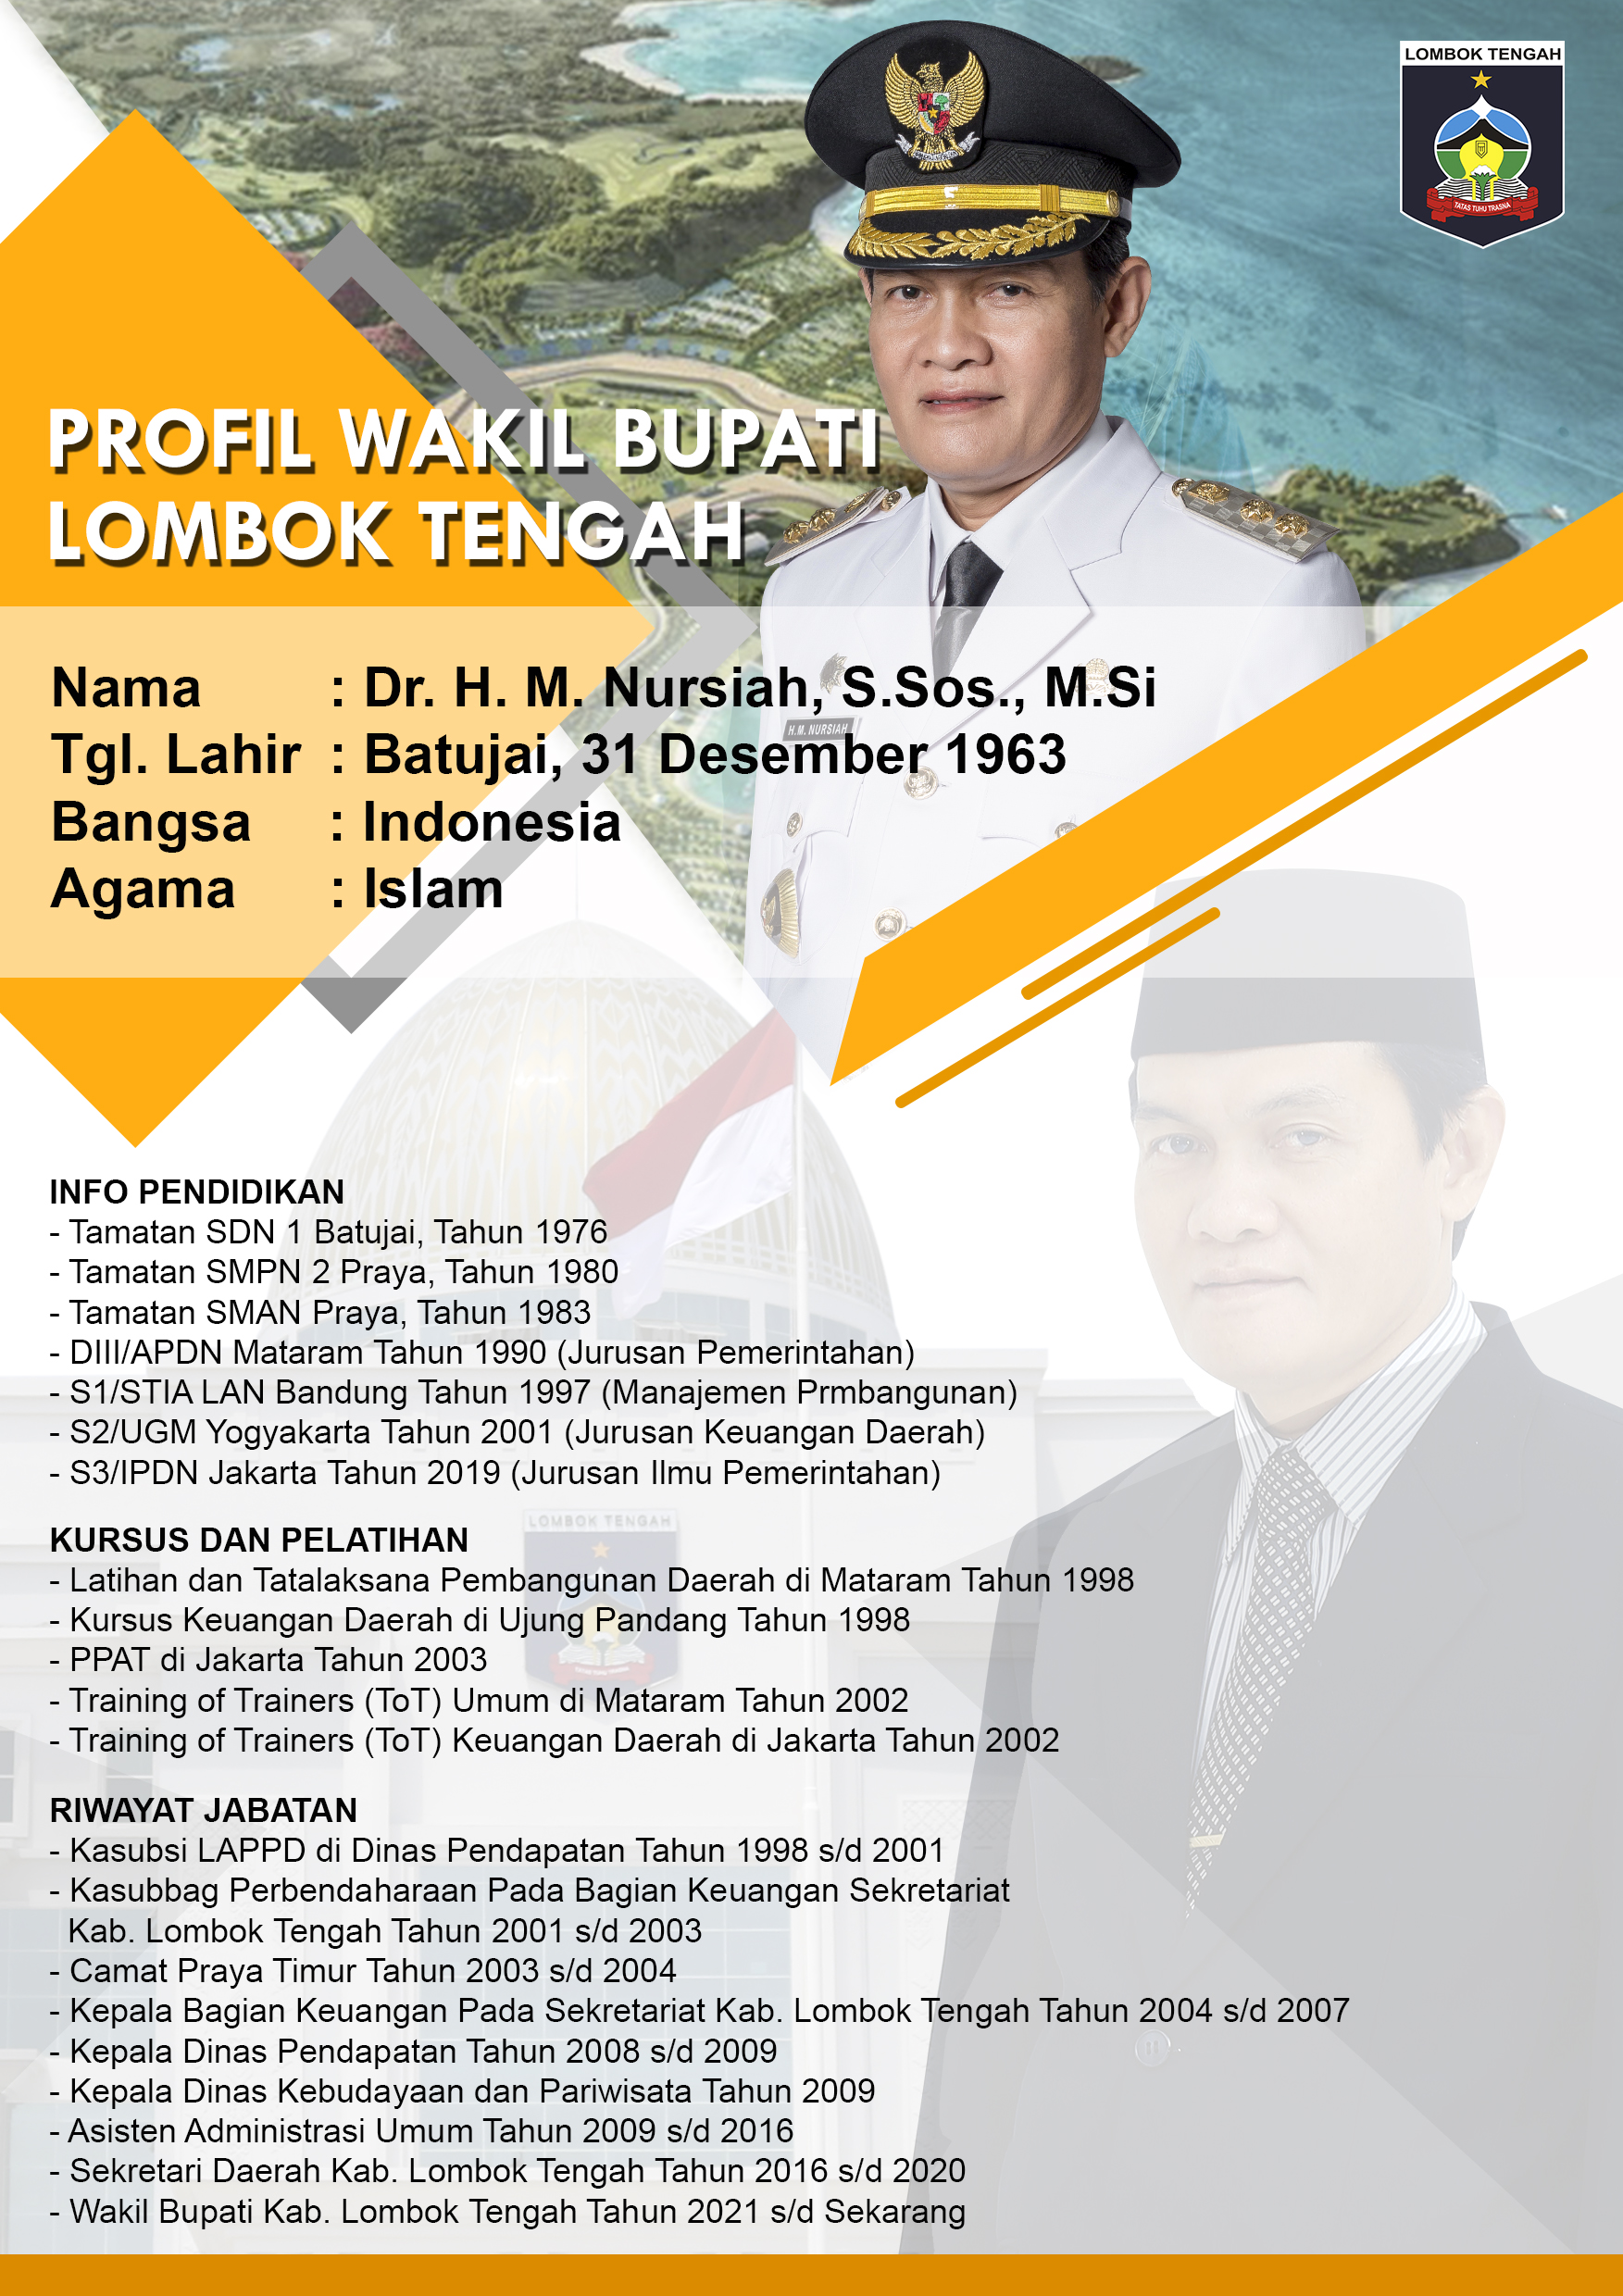 LOMBOK TENGAH
TATAS TUHU TRASNA
PROFIL WAKIL BUPATI
LOMBOK TENGAH
Nama : Dr. H. M. Nursiah, S.Sos., M.Si
H.M. NURSIAH
Tgl. Lahir : Batujai, 31 Desember 1963
Bangsa : Indonesia
Agama : Islam
INFO PENDIDIKAN
- Tamatan SDN 1 Batujai, Tahun 1976
- Tamatan SMPN 2 Praya, Tahun 1980
- Tamatan SMAN Praya, Tahun 1983
- DIII/APDN Mataram Tahun 1990 (Jurusan Pemerintahan)
- S1/STIA LAN Bandung Tahun 1997 (Manajemen Prmbangunan)
- S2/UGM Yogyakarta Tahun 2001 (Jurusan Keuangan Daerah)
- S3/IPDN Jakarta Tahun 2019 (Jurusan Ilmu Pemerintahan)
LOMBOK TENGAH
KURSUS DAN PELATIHAN
- Latihan dan Tatalaksana Pembangunan Daerah di Mataram Tahun 1998
- Kursus Keuangan Daerah di Ujung Pandang Tahun 1998
- PPAT di Jakarta Tahun 2003
- Training of Trainers (ToT) Umum di Mataram Tahun 2002
- Training of Trainers (ToT) Keuangan Daerah di Jakarta Tahun 2002
RIWAYAT JABATAN
- Kasubsi LAPPD di Dinas Pendapatan Tahun 1998 s/d 2001
- Kasubbag Perbendaharaan Pada Bagian Keuangan Sekretariat
Kab. Lombok Tengah Tahun 2001 s/d 2003
- Camat Praya Timur Tahun 2003 s/d 2004
- Kepala Bagian Keuangan Pada Sekretariat Kab. Lombok Tengah Tahun 2004 s/d 2007
- Kepala Dinas Pendapatan Tahun 2008 s/d 2009
- Kepala Dinas Kebudayaan dan Pariwisata Tahun 2009
- Asisten Administrasi Umum Tahun 2009 s/d 2016
- Sekretari Daerah Kab. Lombok Tengah Tahun 2016 s/d 2020
- Wakil Bupati Kab. Lombok Tengah Tahun 2021 s/d Sekarang